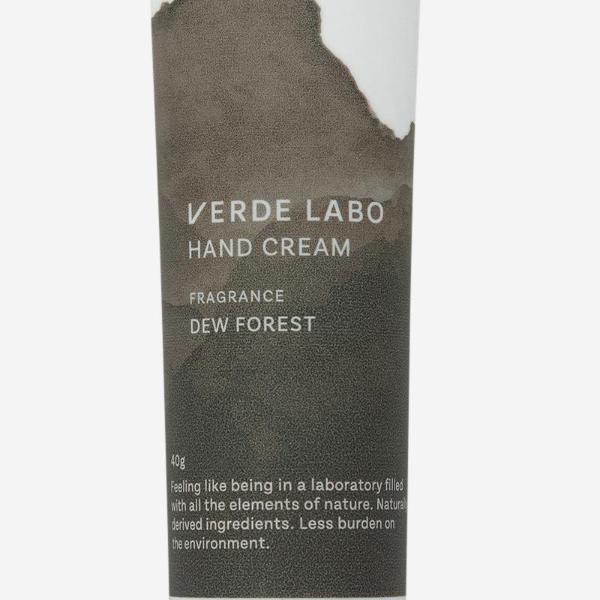 VERDE LABO
HAND CREAM
FRAGRANCE
DEW FOREST
40g
Feeling like being in a laboratory filled
with all the elements of nature. Naturally
derived ingredients. Less burden on
the environment.